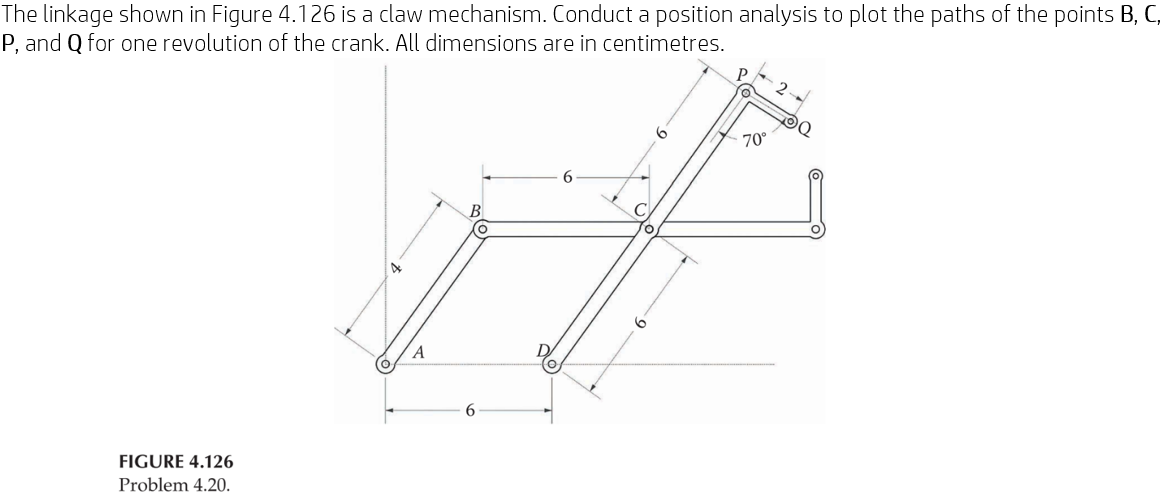 The linkage shown in Figure 4.126 is a claw mechanism. Conduct a position analysis to plot the paths of the points B, C,
P, and Q for one revolution of the crank. All dimensions are in centimetres.
P
2
Q
6
70°
6
B
C
4
6
A
D
6
FIGURE 4.126
Problem 4.20.